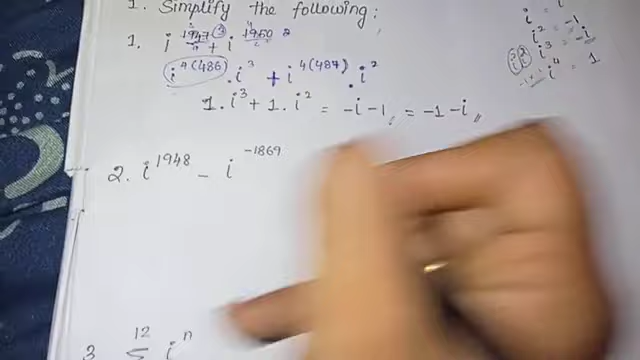 1. Simplify the following:
1. i^1947 + i^1950
i^4(486) . i^3 + i^4(487) . i^2
1. i^3 + 1. i^2 = -i - 1, = -1 - i,,
i^2 = -1
i^3 = -i
i^4 = 1
2. i^1948 - i^-1869
3 12 Σ i^n